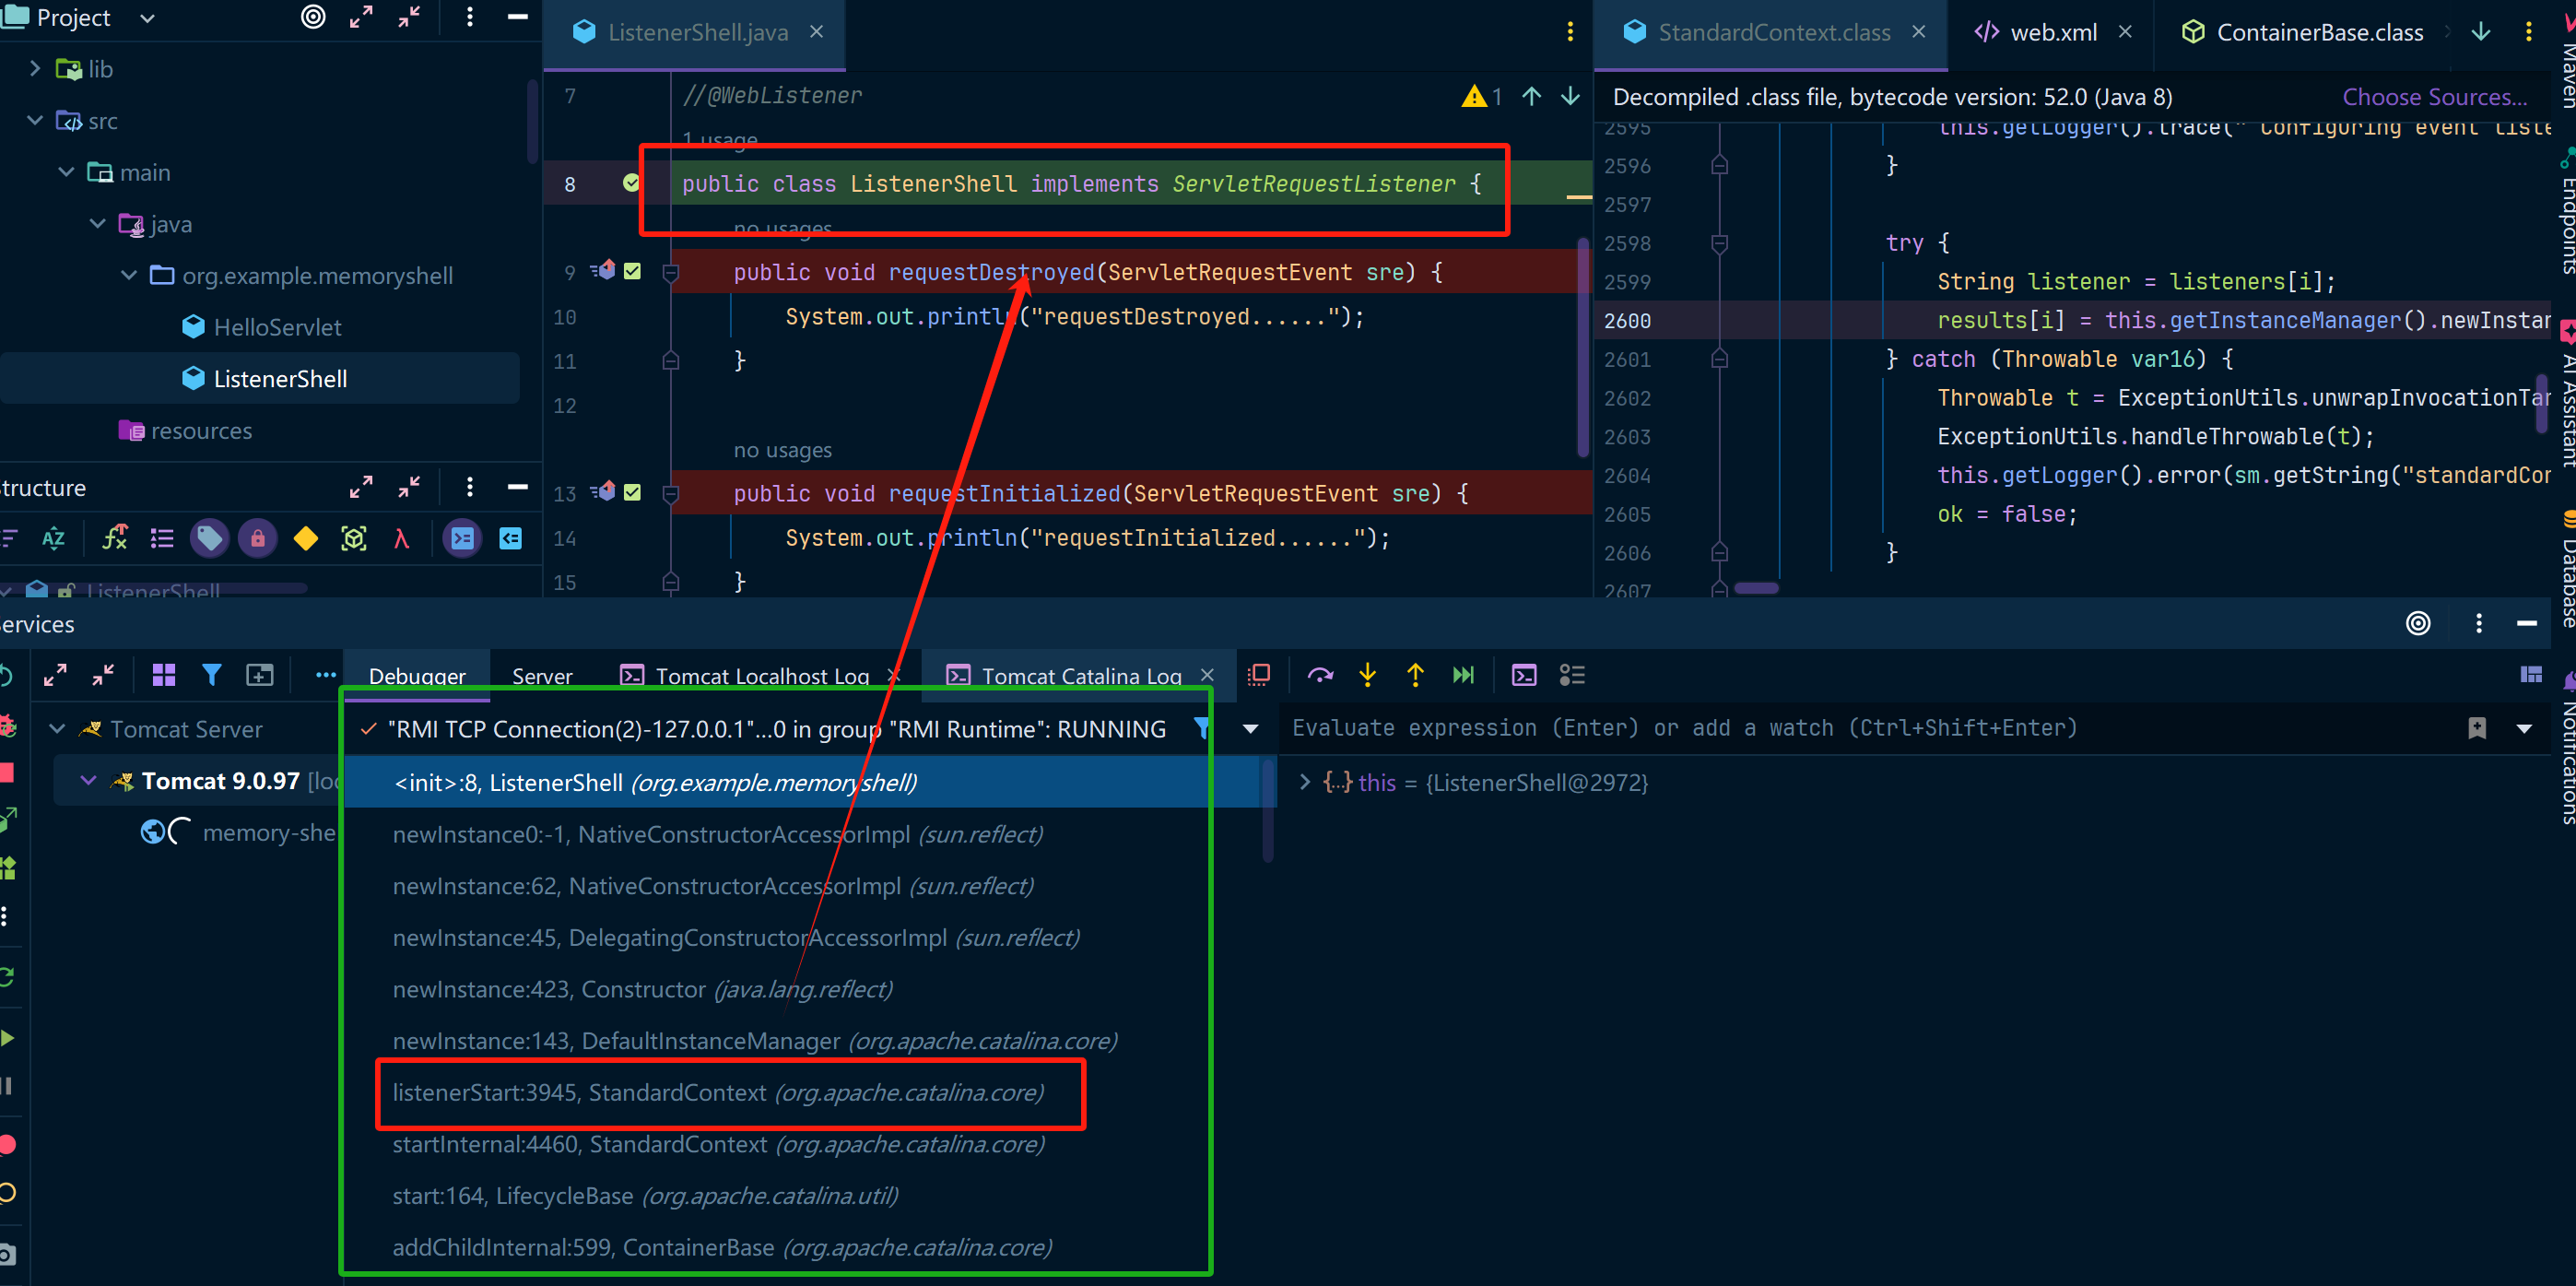 Project
lib
src
main
java
org.example.memoryshell
HelloServlet
ListenerShell
resources
tructure
ListenerShell
ListenerShell.java
7 //@WebListener
1
1 usage
8 public class ListenerShell implements ServletRequestListener {
no usages
9 public void requestDestroyed(ServletRequestEvent sre) {
10 System.out.println("requestDestroyed......");
11 }
12
no usages
13 public void requestInitialized(ServletRequestEvent sre) {
14 System.out.println("requestInitialized......");
15 }
StandardContext.class
web.xml
ContainerBase.class
Decompiled .class file, bytecode version: 52.0 (Java 8)
Choose Sources...
2595 this.getLogger().trace(" Configuring event liste
2596 }
2597
2598 try {
2599 String listener = listeners[i];
2600 results[i] = this.getInstanceManager().newInstan
2601 } catch (Throwable var16) {
2602 Throwable t = ExceptionUtils.unwrapInvocationTar
2603 ExceptionUtils.handleThrowable(t);
2604 this.getLogger().error(sm.getString("standardCon
2605 ok = false;
2606 }
2607
Maven
Endpoints
AI Assistant
Database
Notifications
ervices
Debugger
Server
Tomcat Localhost Log
Tomcat Catalina Log
Tomcat Server
Tomcat 9.0.97 [loc
memory-she
"RMI TCP Connection(2)-127.0.0.1"...0 in group "RMI Runtime": RUNNING
<init>:8, ListenerShell (org.example.memoryshell)
newInstance0:-1, NativeConstructorAccessorImpl (sun.reflect)
newInstance:62, NativeConstructorAccessorImpl (sun.reflect)
newInstance:45, DelegatingConstructorAccessorImpl (sun.reflect)
newInstance:423, Constructor (java.lang.reflect)
newInstance:143, DefaultInstanceManager (org.apache.catalina.core)
listenerStart:3945, StandardContext (org.apache.catalina.core)
startInternal:4460, StandardContext (org.apache.catalina.core)
start:164, LifecycleBase (org.apache.catalina.util)
addChildInternal:599, ContainerBase (org.apache.catalina.core)
Evaluate expression (Enter) or add a watch (Ctrl+Shift+Enter)
this = {ListenerShell@2972}